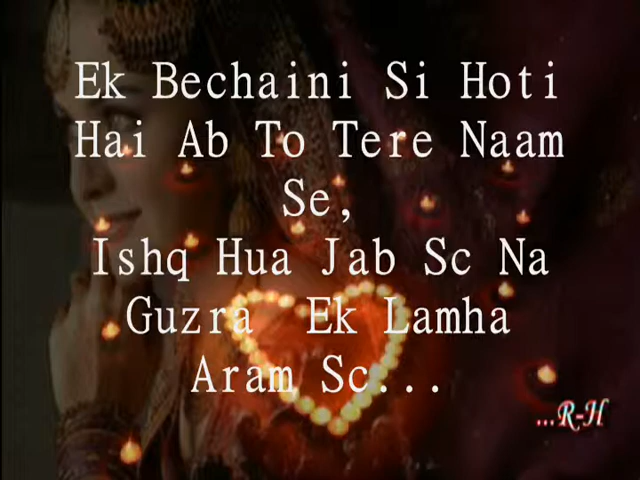 Ek Bechaini Si Hoti
Hai Ab To Tere Naam
Se,
Ishq Hua Jab Sc Na
Guzra Ek Lamha
Aram Sc...
...R-H